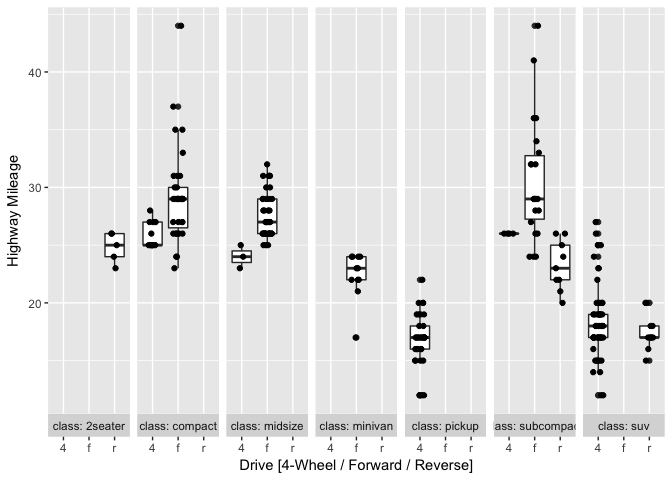 Highway Mileage
40
30
20
class: 2seater class: compact class: midsize class: minivan class: pickup lass: subcompac class: suv
4 f r 4 f r 4 f r 4 f r 4 f r 4 f r 4 f r
Drive [4-Wheel / Forward / Reverse]